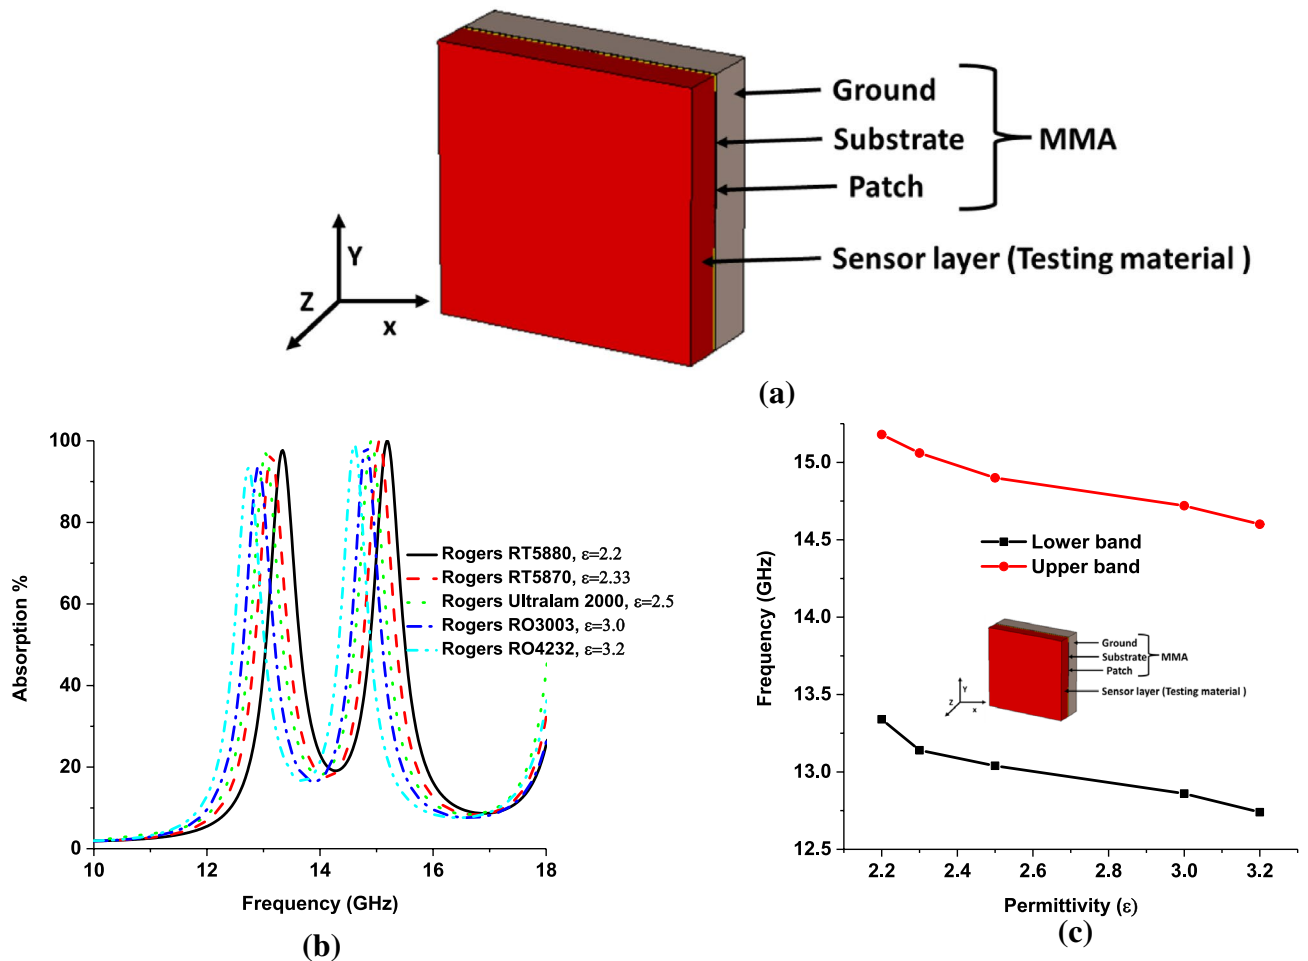 Ground
Substrate
Patch
MMA
Sensor layer (Testing material )
Y
Z
x
(a)
100
80
60
40
20
0
Absorption %
Rogers RT5880, ε=2.2
Rogers RT5870, ε=2.33
Rogers Ultralam 2000, ε=2.5
Rogers RO3003, ε=3.0
Rogers RO4232, ε=3.2
10 12 14 16 18
Frequency (GHz)
(b)
15.0
14.5
14.0
13.5
13.0
12.5
Frequency (GHz)
Lower band
Upper band
Ground
Substrate
Patch
MMA
Sensor layer (Testing material )
Y
Z
x
2.2 2.4 2.6 2.8 3.0 3.2
Permittivity (ε)
(c)